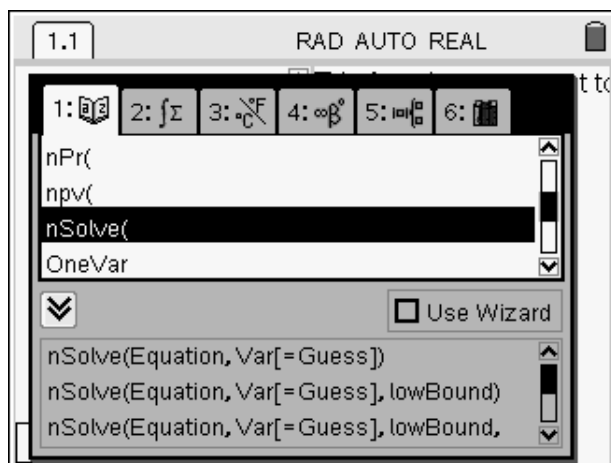 1.1 RAD AUTO REAL
1: 2: ∫Σ 3: °C °F 4: ∞β° 5: 6:
nPr(
npv(
nSolve(
OneVar
Use Wizard
nSolve(Equation, Var[=Guess])
nSolve(Equation, Var[=Guess], lowBound)
nSolve(Equation, Var[=Guess], lowBound,